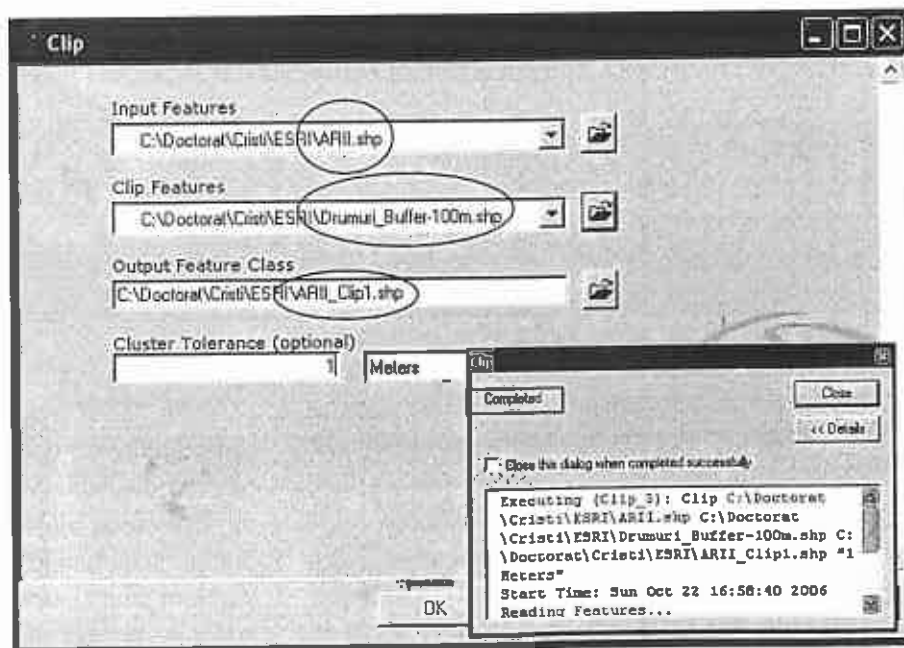 Clip
Input Features
C:\Doctorat\Cristi\ESRI\ARII.shp
Clip Features
C:\Doctorat\Cristi\ESRI\Drumuri_Buffer-100m.shp
Output Feature Class
C:\Doctorat\Cristi\ESRI\ARII_Clip1.shp
Cluster Tolerance (optional)
1 Meters
Clip
Completed
Close
<< Details
Close this dialog when completed successfully
Executing (Clip_3): Clip C:\Doctorat
\Cristi\ESRI\ARII.shp C:\Doctorat
\Cristi\ESRI\Drumuri_Buffer-100m.shp C:
\Doctorat\Cristi\ESRI\ARII_Clip1.shp "1
Meters"
Start Time: Sun Oct 22 16:58:40 2006
Reading Features...
OK